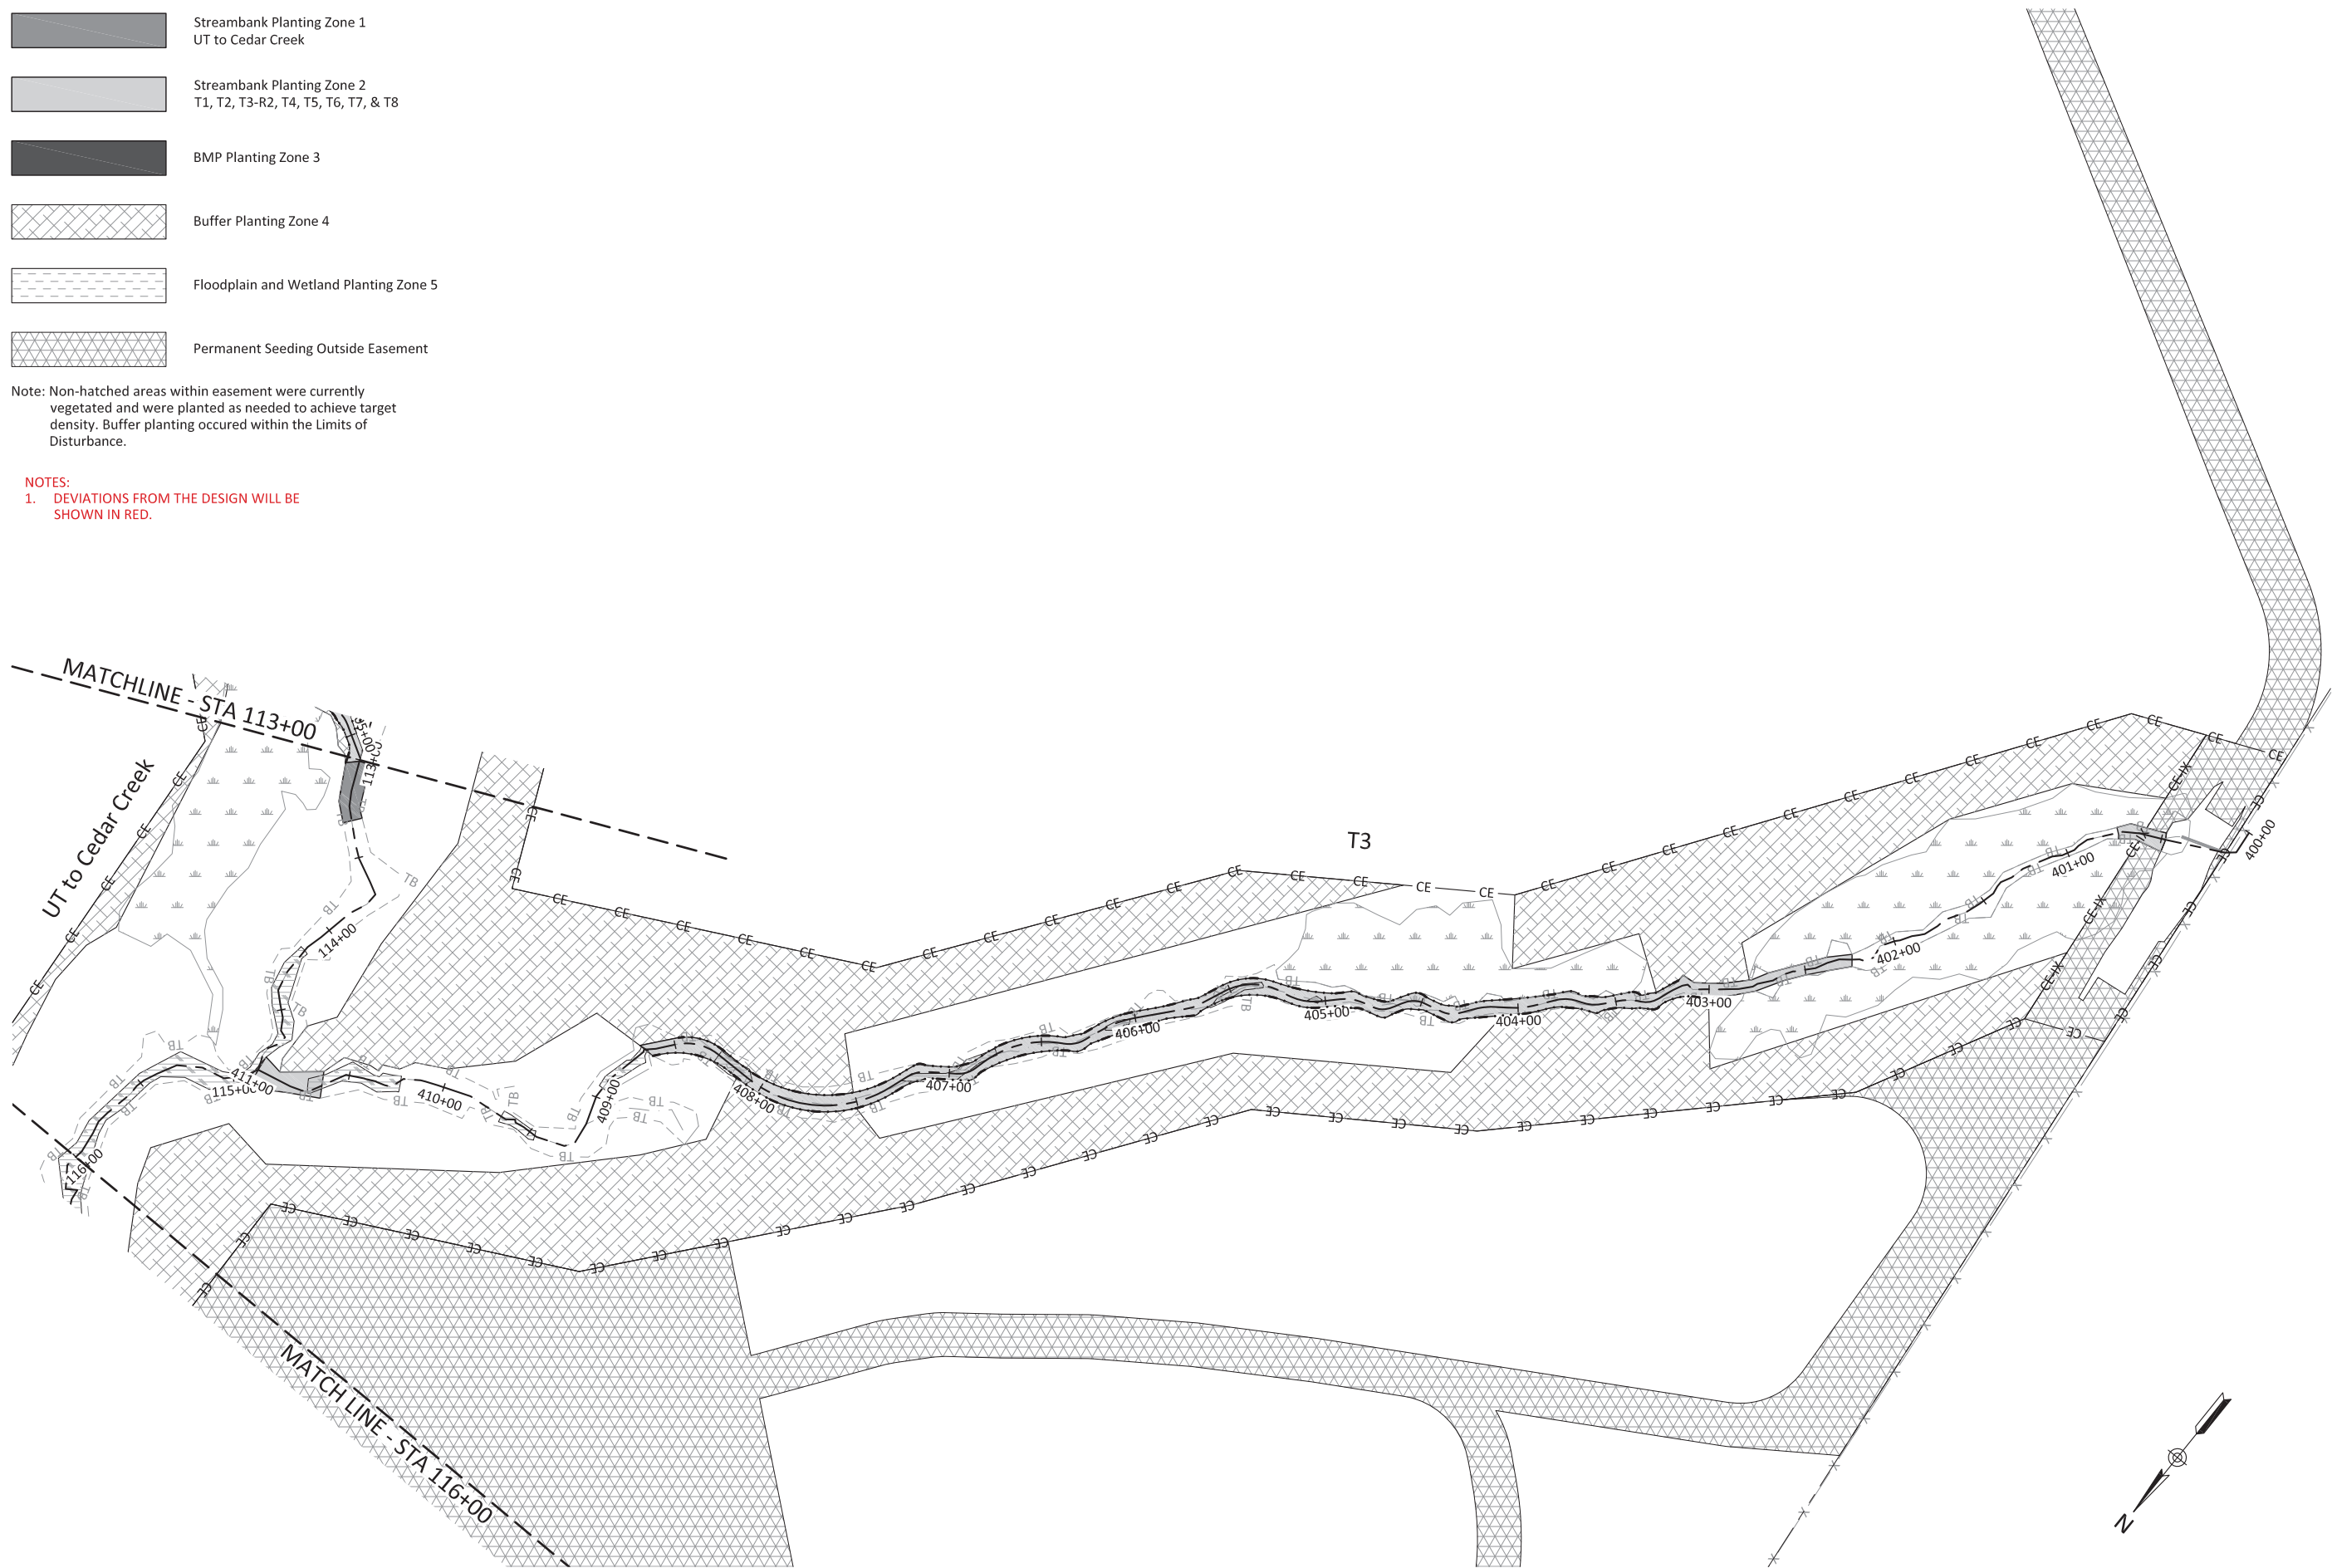 Streambank Planting Zone 1
UT to Cedar Creek
Streambank Planting Zone 2
T1, T2, T3-R2, T4, T5, T6, T7, & T8
BMP Planting Zone 3
Buffer Planting Zone 4
Floodplain and Wetland Planting Zone 5
Permanent Seeding Outside Easement
Note: Non-hatched areas within easement were currently
vegetated and were planted as needed to achieve target
density. Buffer planting occured within the Limits of
Disturbance.
NOTES:
1. DEVIATIONS FROM THE DESIGN WILL BE
SHOWN IN RED.
MATCHLINE - STA 113+00
UT to Cedar Creek
T3
114+00
116+00
411+00
410+00
409+00
408+00
407+00
406+00
405+00
404+00
403+00
402+00
401+00
400+00
CE
CE-IX
TB
MATCH LINE - STA 116+00
N